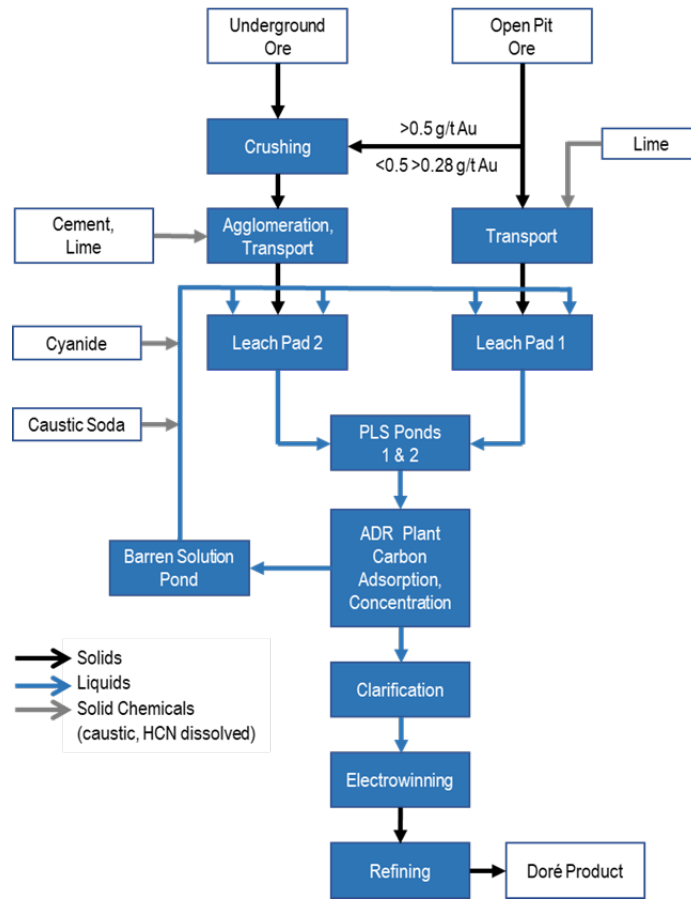 Underground
Ore
Open Pit
Ore
>0.5 g/t Au
Crushing
<0.5 >0.28 g/t Au
Lime
Cement,
Lime
Agglomeration,
Transport
Transport
Cyanide
Leach Pad 2
Leach Pad 1
Caustic Soda
PLS Ponds
1 & 2
Barren Solution
Pond
ADR Plant
Carbon
Adsorption,
Concentration
Solids
Liquids
Solid Chemicals
(caustic, HCN dissolved)
Clarification
Electrowinning
Refining
Doré Product